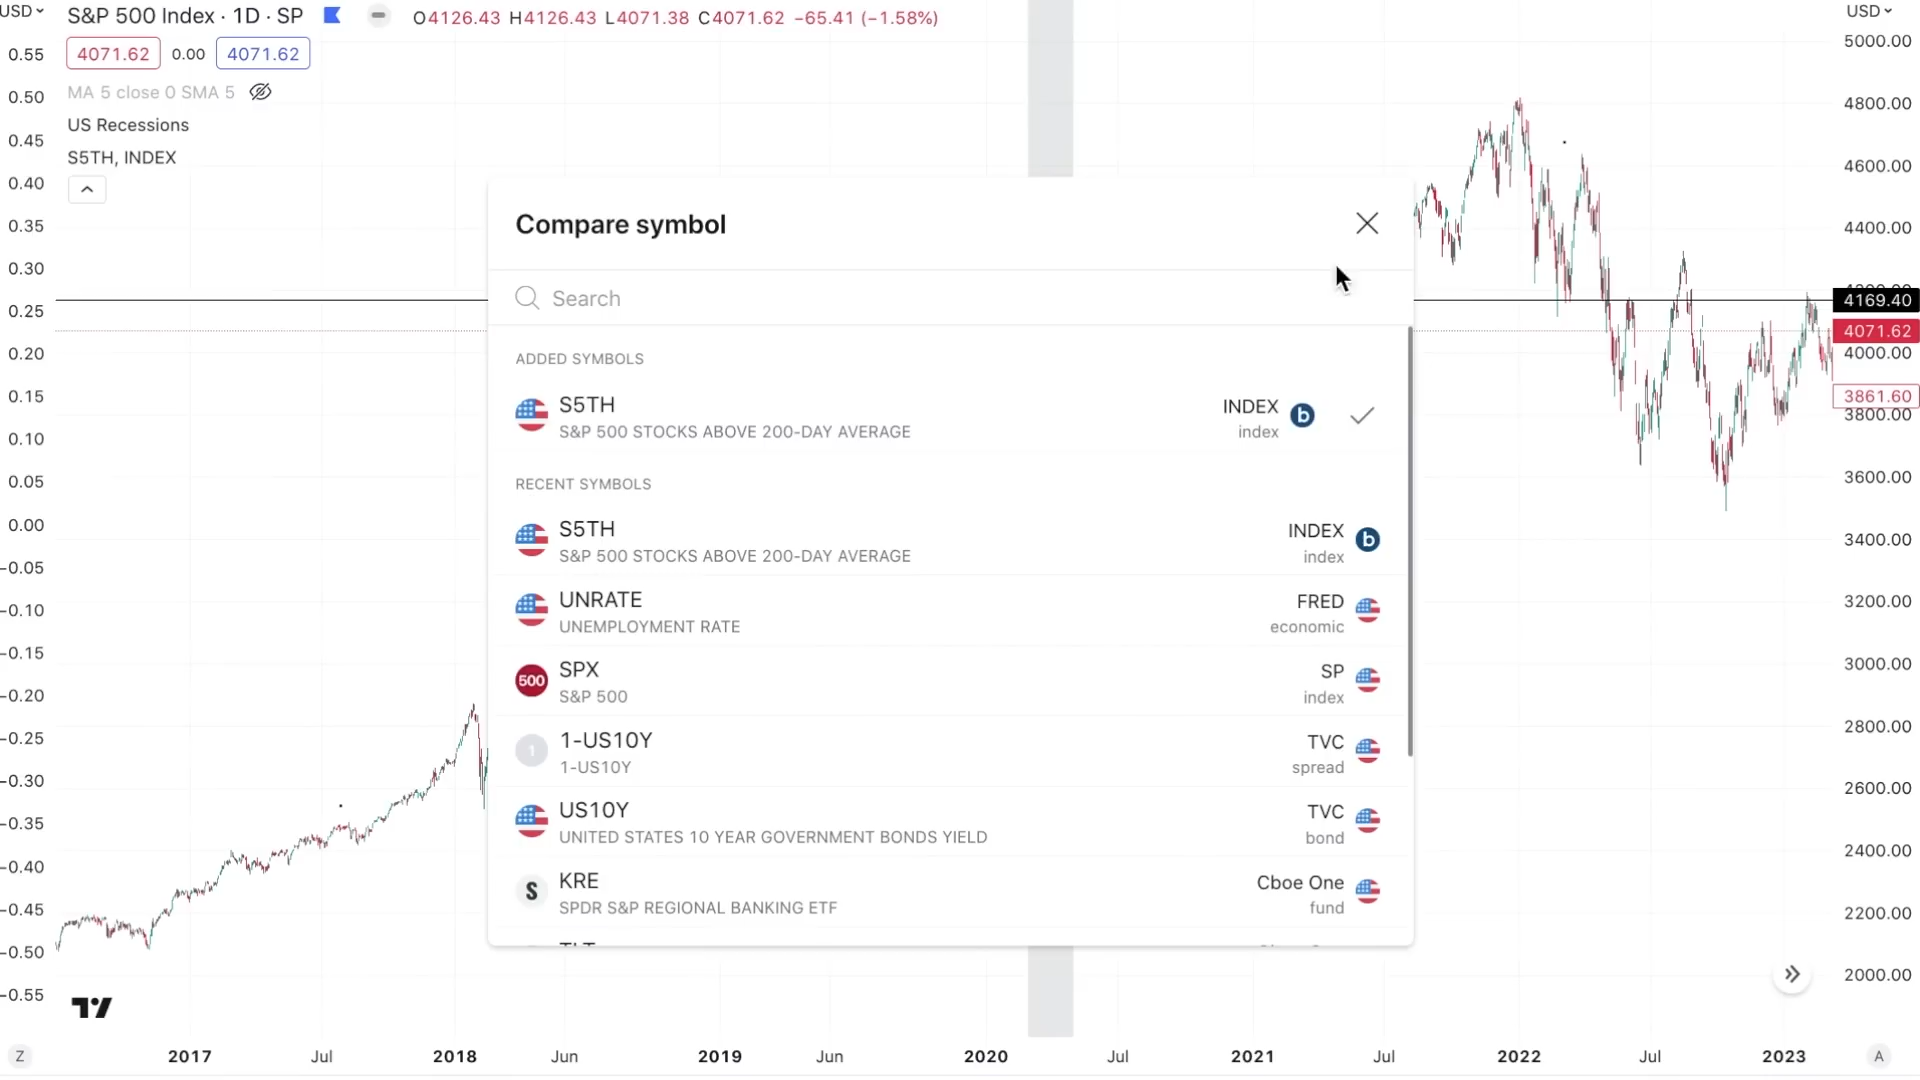 USD
S&P 500 Index · 1D · SP
O4126.43 H4126.43 L4071.38 C4071.62 −65.41 (−1.58%)
4071.62 0.00 4071.62
MA 5 close 0 SMA 5
US Recessions
S5TH, INDEX
0.55
0.50
0.45
0.40
0.35
0.30
0.25
0.20
0.15
0.10
0.05
0.00
−0.05
−0.10
−0.15
−0.20
−0.25
−0.30
−0.35
−0.40
−0.45
−0.50
−0.55
Compare symbol
Search
ADDED SYMBOLS
S5TH
S&P 500 STOCKS ABOVE 200-DAY AVERAGE
INDEX
index
b
RECENT SYMBOLS
S5TH
S&P 500 STOCKS ABOVE 200-DAY AVERAGE
INDEX
index
b
UNRATE
UNEMPLOYMENT RATE
FRED
economic
500
SPX
S&P 500
SP
index
1
1-US10Y
1-US10Y
TVC
spread
US10Y
UNITED STATES 10 YEAR GOVERNMENT BONDS YIELD
TVC
bond
S
KRE
SPDR S&P REGIONAL BANKING ETF
Cboe One
fund
USD
5000.00
4800.00
4600.00
4400.00
4169.40
4071.62
4000.00
3861.60
3800.00
3600.00
3400.00
3200.00
3000.00
2800.00
2600.00
2400.00
2200.00
2000.00
Z 2017 Jul 2018 Jun 2019 Jun 2020 Jul 2021 Jul 2022 Jul 2023 A